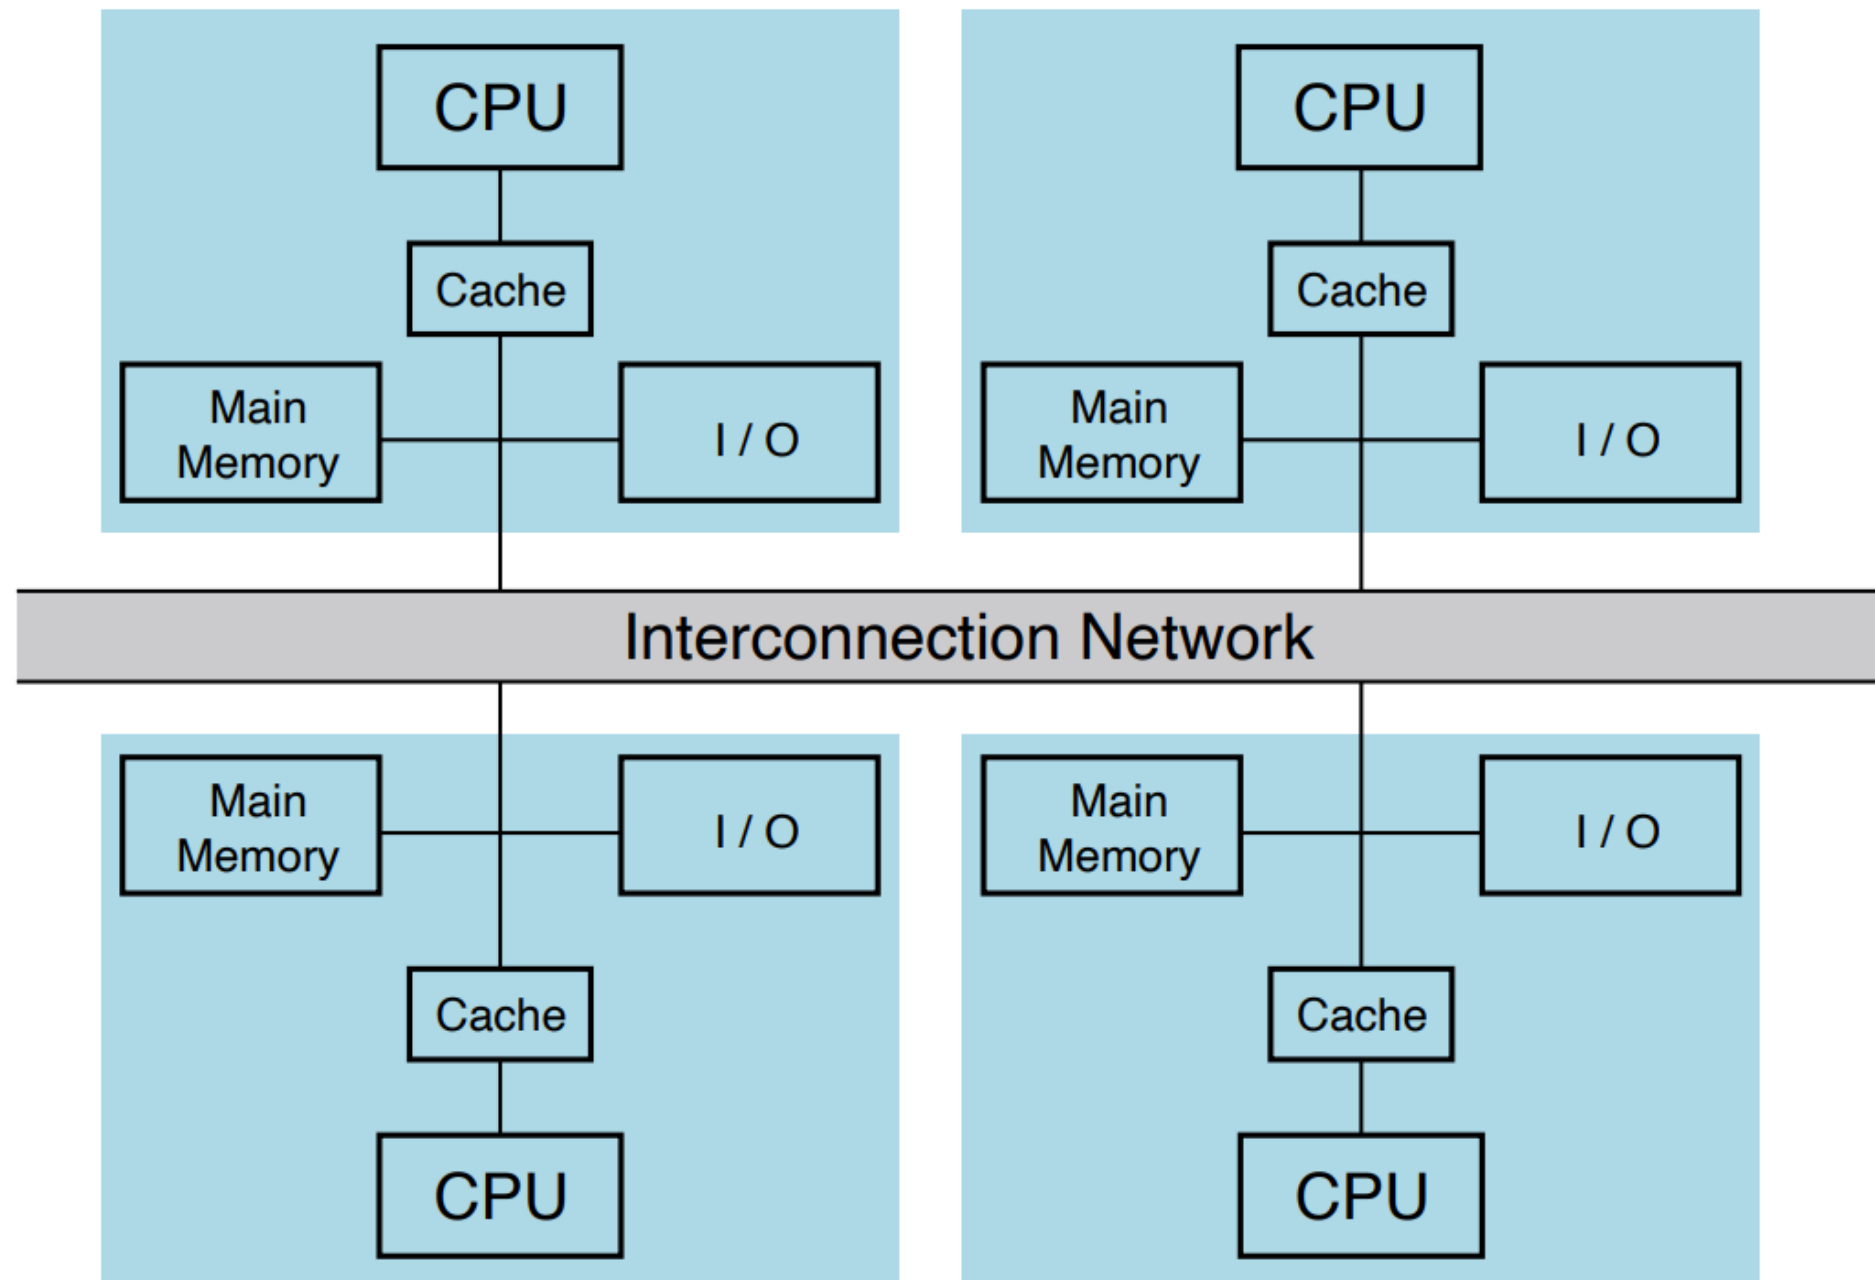 CPU
CPU
Cache
Cache
Main
Memory
I / O
Main
Memory
I / O
Interconnection Network
Main
Memory
I / O
Main
Memory
I / O
Cache
Cache
CPU
CPU